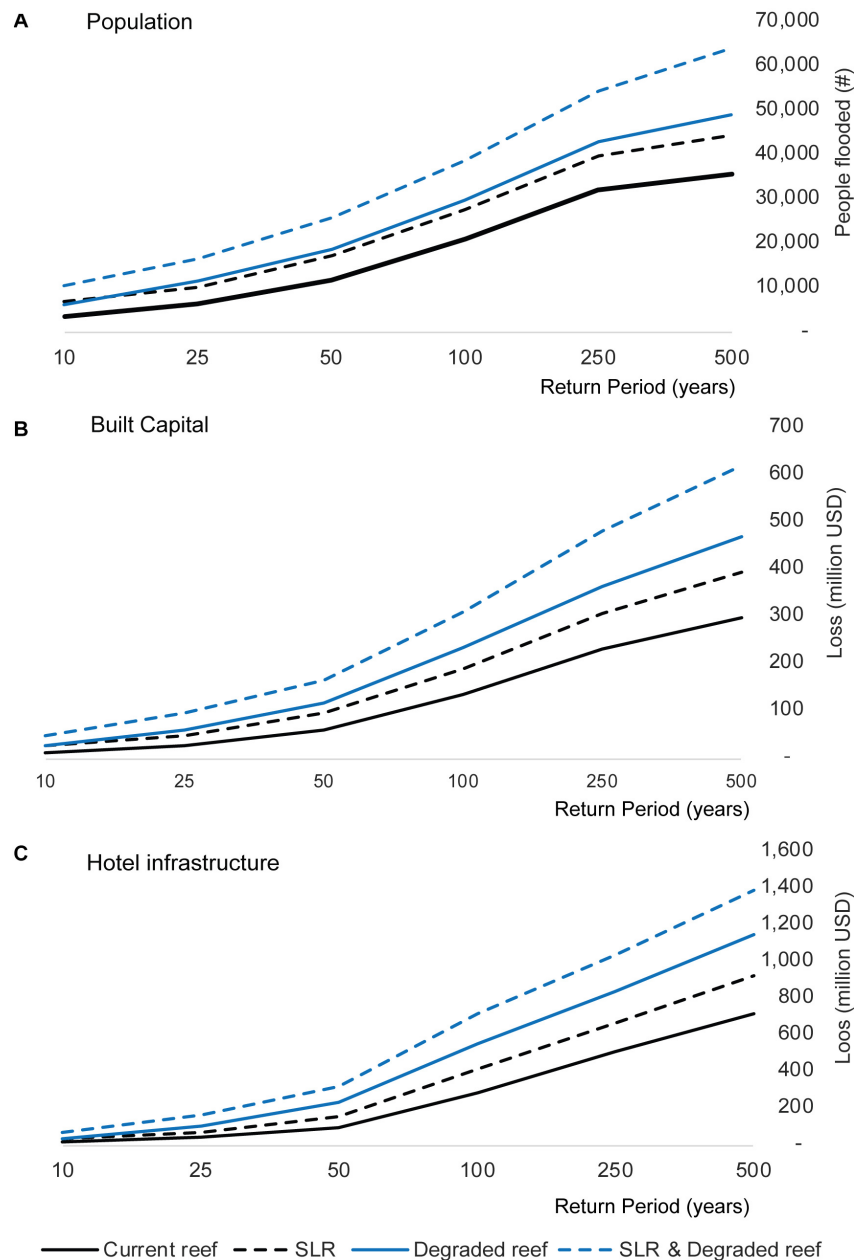 A Population
70,000
60,000
50,000
40,000
30,000
20,000
10,000
-
People flooded (#)
10 25 50 100 250 500
Return Period (years)
B Built Capital
700
600
500
400
300
200
100
-
Loss (million USD)
10 25 50 100 250 500
Return Period (years)
C Hotel infrastructure
1,600
1,400
1,200
1,000
800
600
400
200
-
Loos (million USD)
10 25 50 100 250 500
Return Period (years)
Current reef SLR Degraded reef SLR & Degraded reef